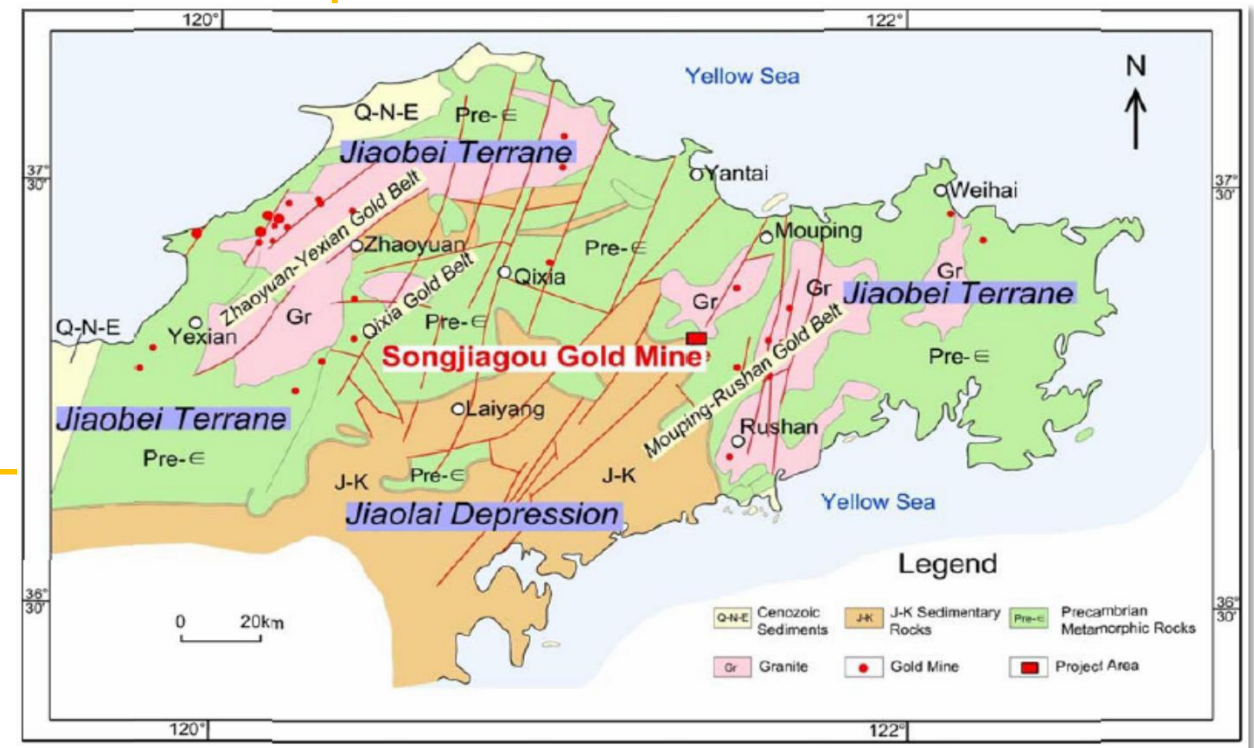 120°
122°
Yellow Sea
N
Q-N-E
Pre-∈
Jiaobei Terrane
37°
30'
37°
30'
Yantai
Weihai
Zhaoyuan-Yexian Gold Belt
Zhaoyuan
Mouping
Pre-∈
Qixia
Gr
Gr
Gr
Jiaobei Terrane
Qixia Gold Belt
Q-N-E
Yexian
Gr
Pre-∈
Songjiagou Gold Mine
Pre-∈
Mouping-Rushan Gold Belt
Jiaobei Terrane
Laiyang
Rushan
Pre-∈
Pre-∈
J-K
J-K
Jiaolai Depression
Yellow Sea
Legend
36°
30'
36°
30'
0 20km
Q-N-E Cenozoic
Sediments
J-K J-K Sedimentary
Rocks
Pre-∈ Precambrian
Metamorphic Rocks
Gr Granite
Gold Mine
Project Area
120°
122°